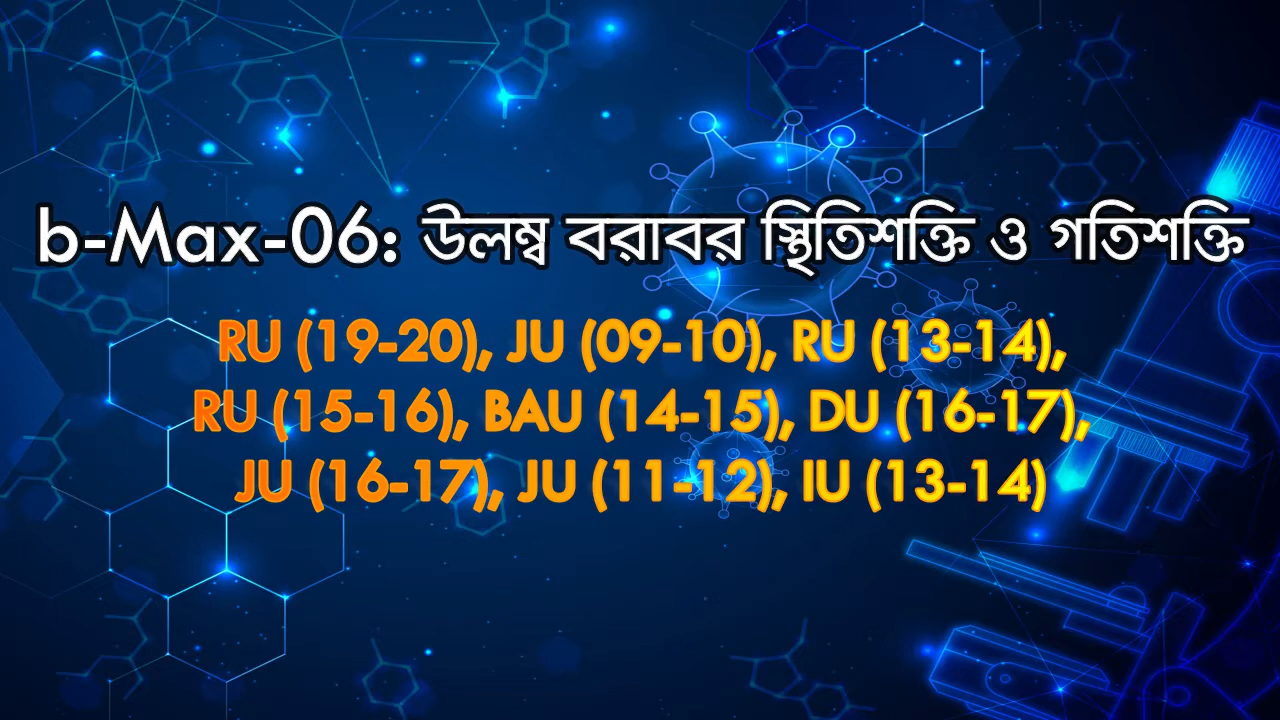 b-Max-06: উলম্ব বরাবর স্থিতিশক্তি ও গতিশক্তি
RU (19-20), JU (09-10), RU (13-14),
RU (15-16), BAU (14-15), DU (16-17),
JU (16-17), JU (11-12), IU (13-14)